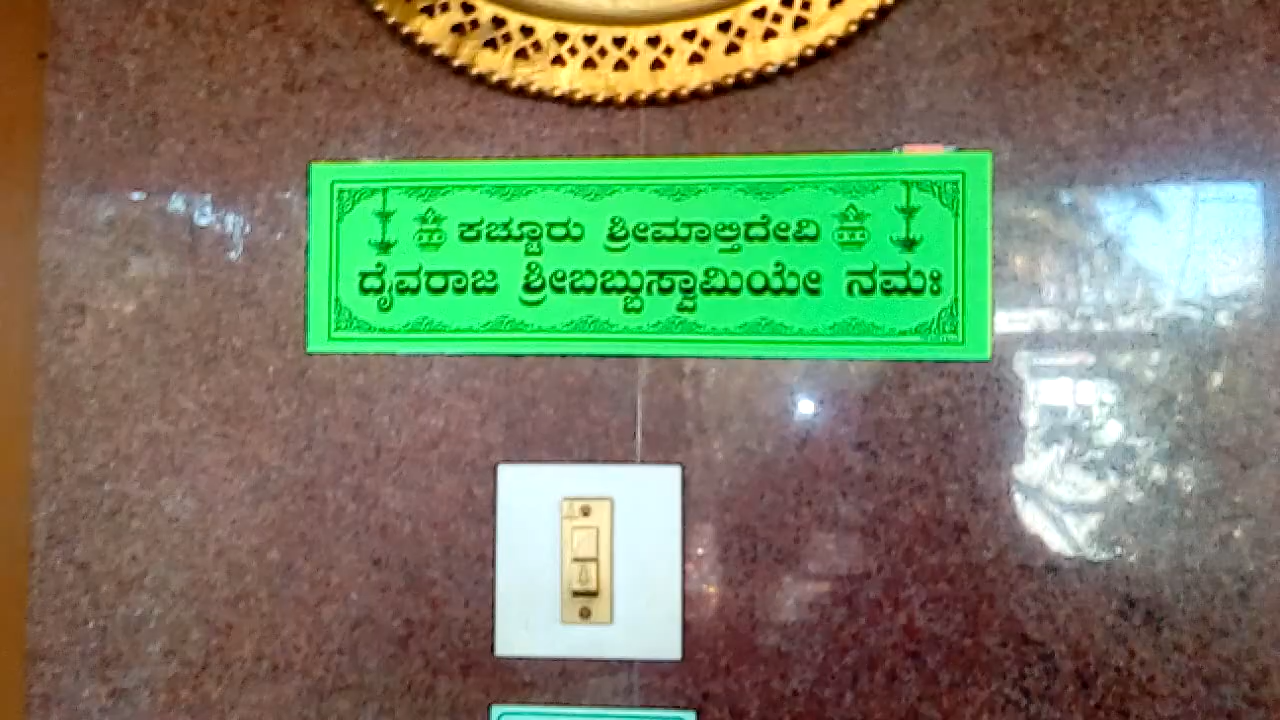 ಕಚ್ಚೂರು ಶ್ರೀಮಾಲ್ತಿದೇವಿ
ದೈವರಾಜ ಶ್ರೀಬಬ್ಬುಸ್ವಾಮಿಯೇ ನಮಃ